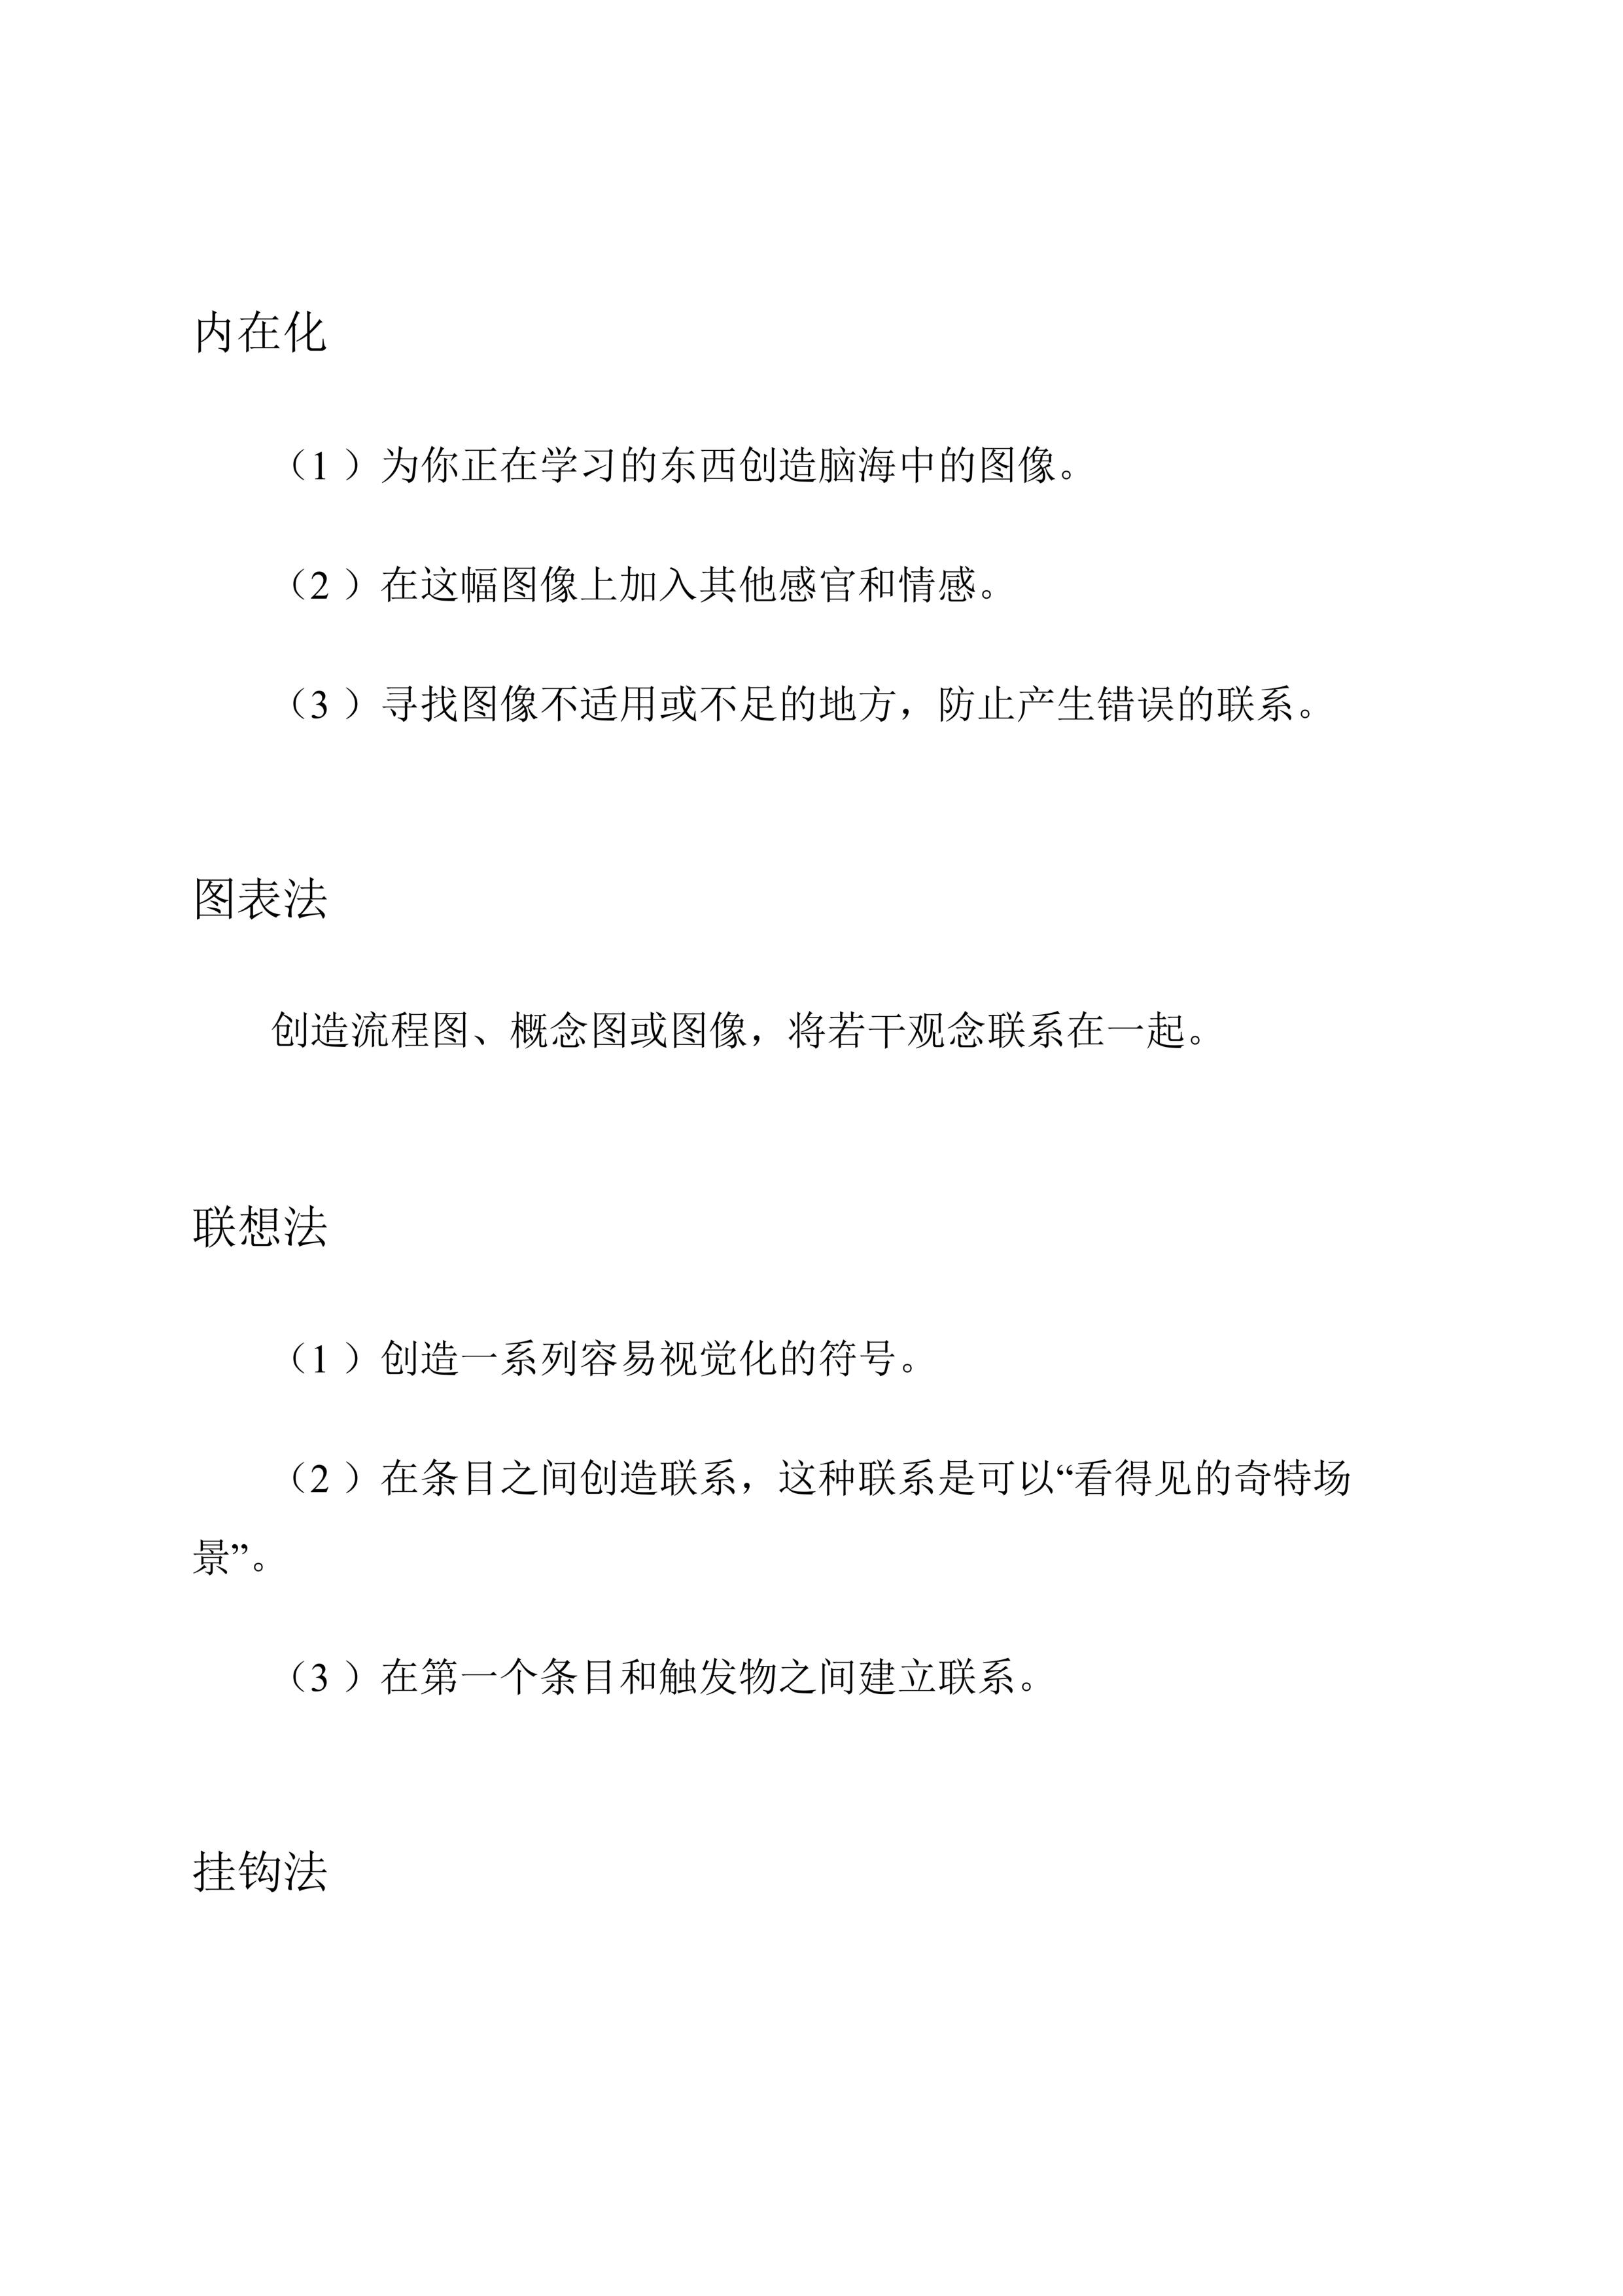 内在化
（1 ）为你正在学习的东西创造脑海中的图像。
（2 ）在这幅图像上加入其他感官和情感。
（3 ）寻找图像不适用或不足的地方，防止产生错误的联系。
图表法
创造流程图、概念图或图像，将若干观念联系在一起。
联想法
（1 ）创造一系列容易视觉化的符号。
（2 ）在条目之间创造联系，这种联系是可以“看得见的奇特场
景”。
（3 ）在第一个条目和触发物之间建立联系。
挂钩法